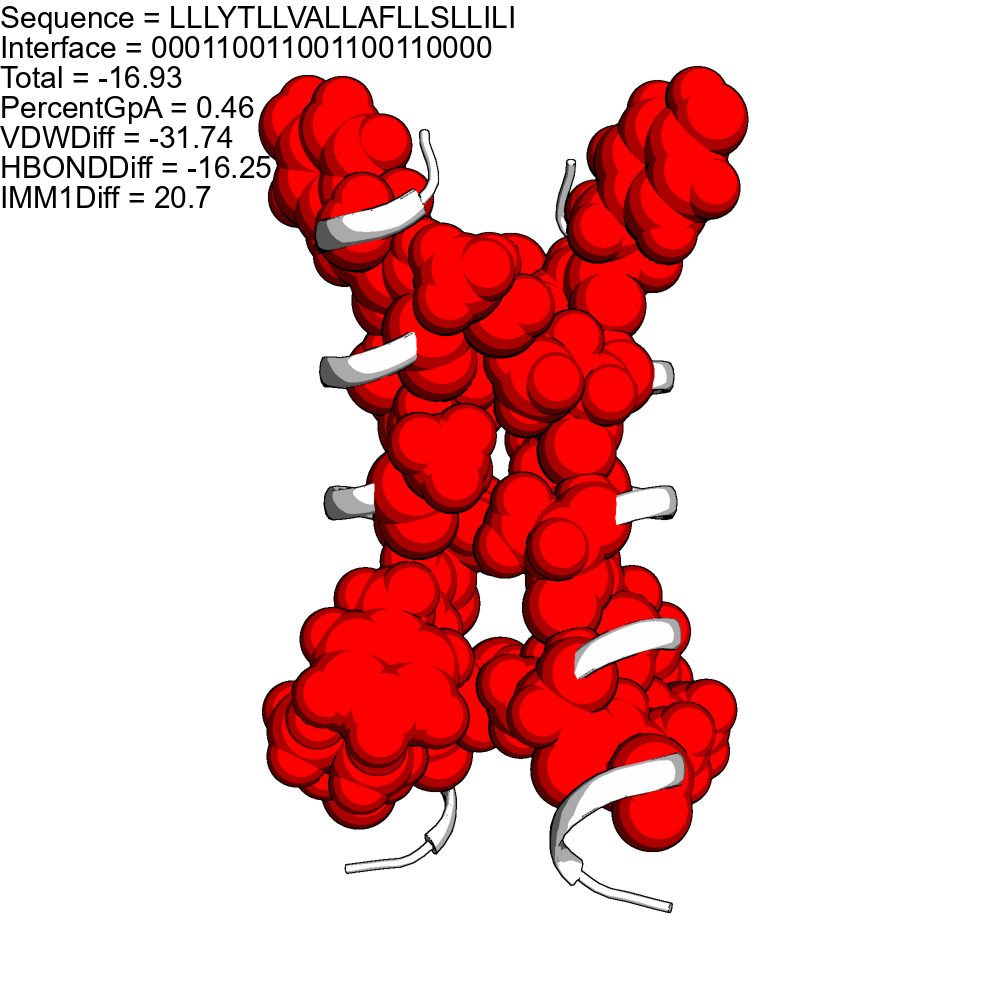 Sequence = LLLYTLLVALLAFLLSLLILI
Interface = 000110011001100110000
Total = -16.93
PercentGpA = 0.46
VDWDiff = -31.74
HBONDDiff = -16.25
IMM1Diff = 20.7